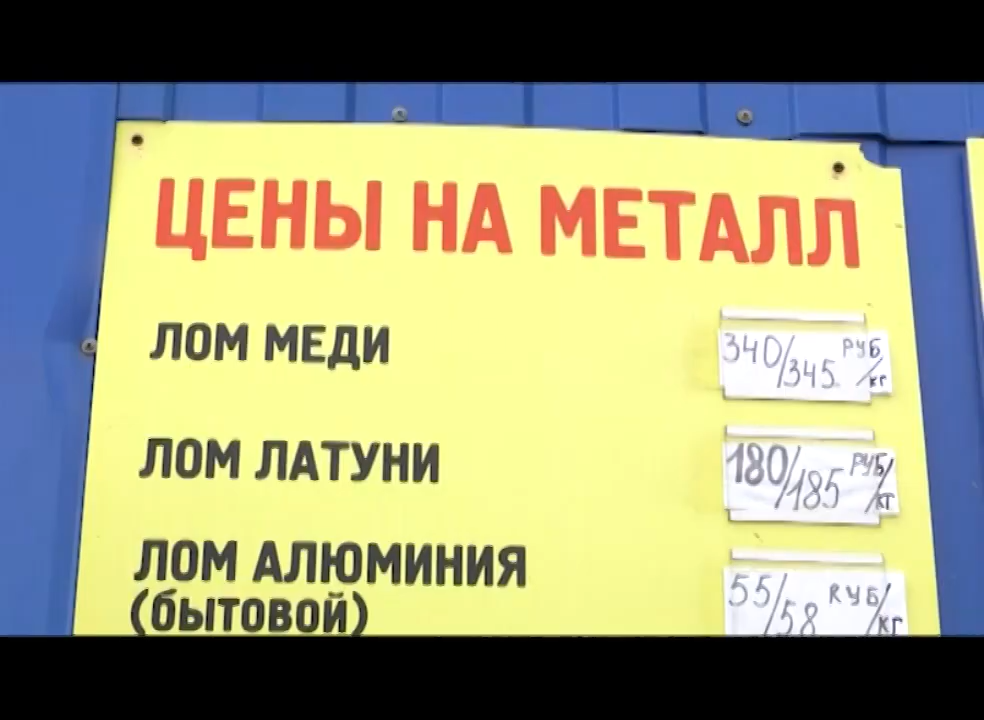 ЦЕНЫ НА МЕТАЛЛ
ЛОМ МЕДИ 340/345 РУБ/кг
ЛОМ ЛАТУНИ 180/185 РУБ/кг
ЛОМ АЛЮМИНИЯ 55/58 RУБ/кг
(бытовой)